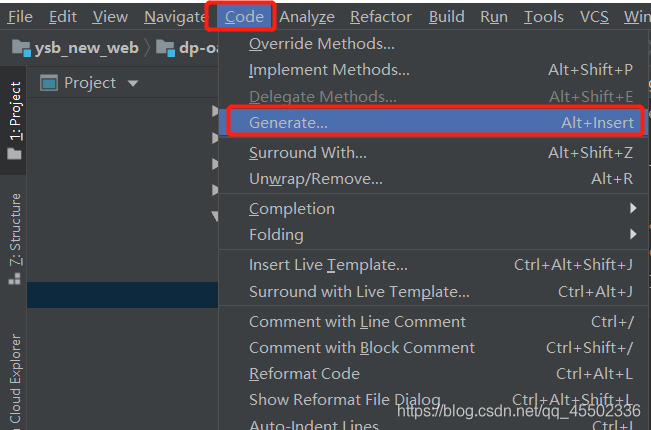 File Edit View Navigate Code Analyze Refactor Build Run Tools VCS Win
ysb_new_web dp-oa
Project
1: Project
Z: Structure
Cloud Explorer
Override Methods...
Implement Methods... Alt+Shift+P
Delegate Methods... Alt+Shift+E
Generate... Alt+Insert
Surround With... Alt+Shift+Z
Unwrap/Remove... Alt+R
Completion
Folding
Insert Live Template... Ctrl+Alt+Shift+J
Surround with Live Template... Ctrl+Alt+J
Comment with Line Comment Ctrl+/
Comment with Block Comment Ctrl+Shift+/
Reformat Code Ctrl+Alt+L
Show Reformat File Dialog Ctrl+Alt+Shift+L
Auto-Indent Lines Ctrl+Alt+I
https://blog.csdn.net/qq_45502336